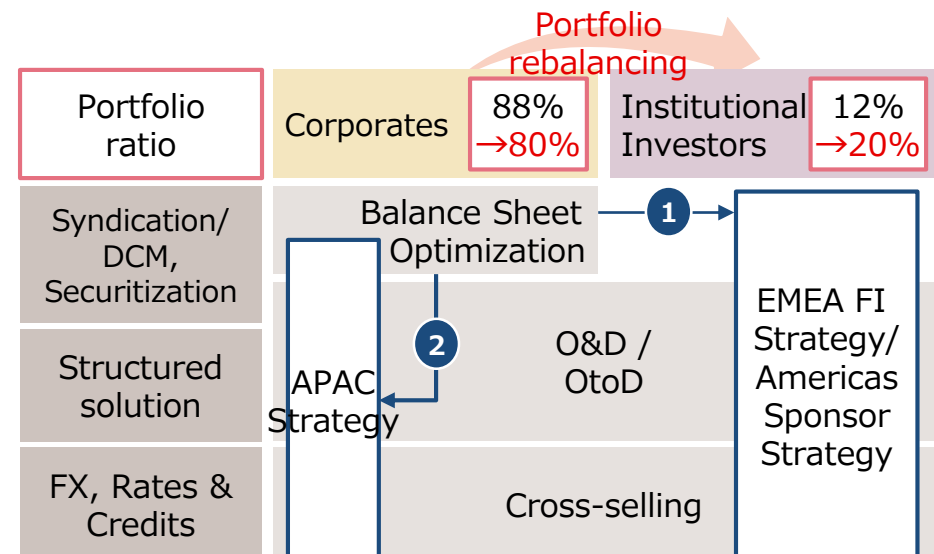 Portfolio
rebalancing
Portfolio
ratio
Corporates
88%
→80%
Institutional
Investors
12%
→20%
Syndication/
DCM,
Securitization
Balance Sheet
Optimization
1
2
Structured
solution
APAC
Strategy
O&D /
OtoD
EMEA FI
Strategy/
Americas
Sponsor
Strategy
FX, Rates &
Credits
Cross-selling